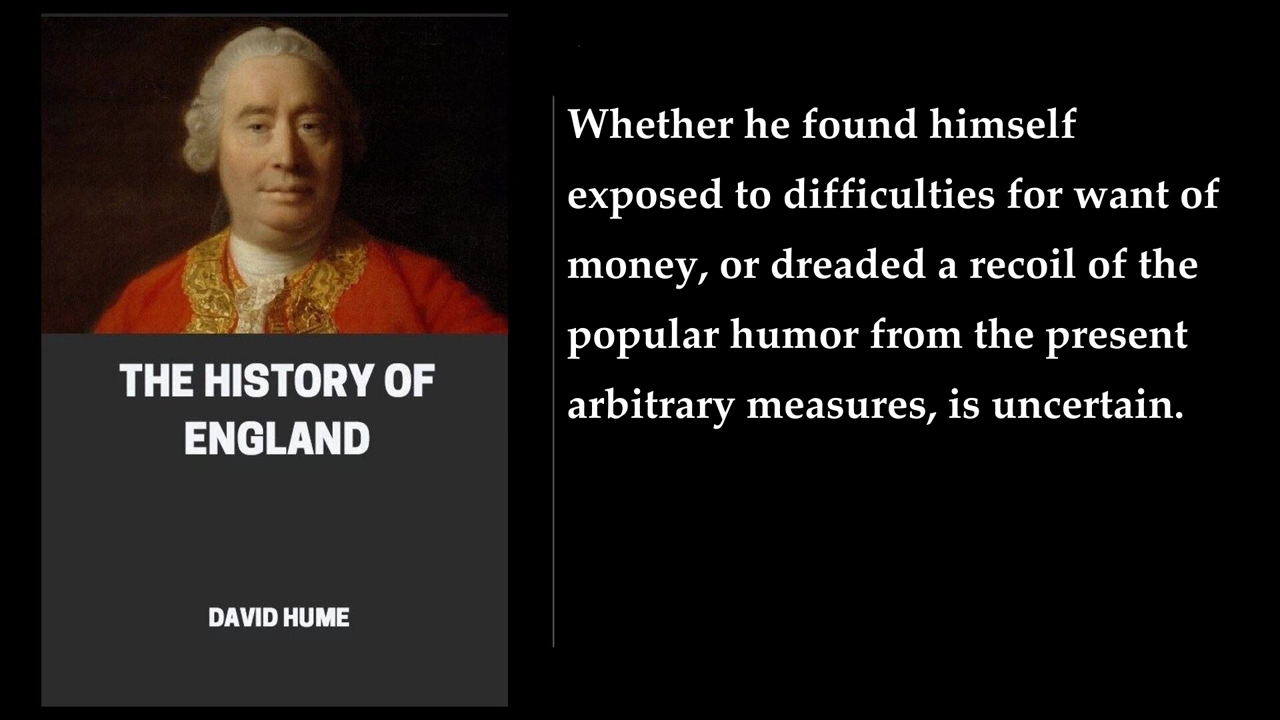 THE HISTORY OF
ENGLAND
DAVID HUME
Whether he found himself
exposed to difficulties for want of
money, or dreaded a recoil of the
popular humor from the present
arbitrary measures, is uncertain.